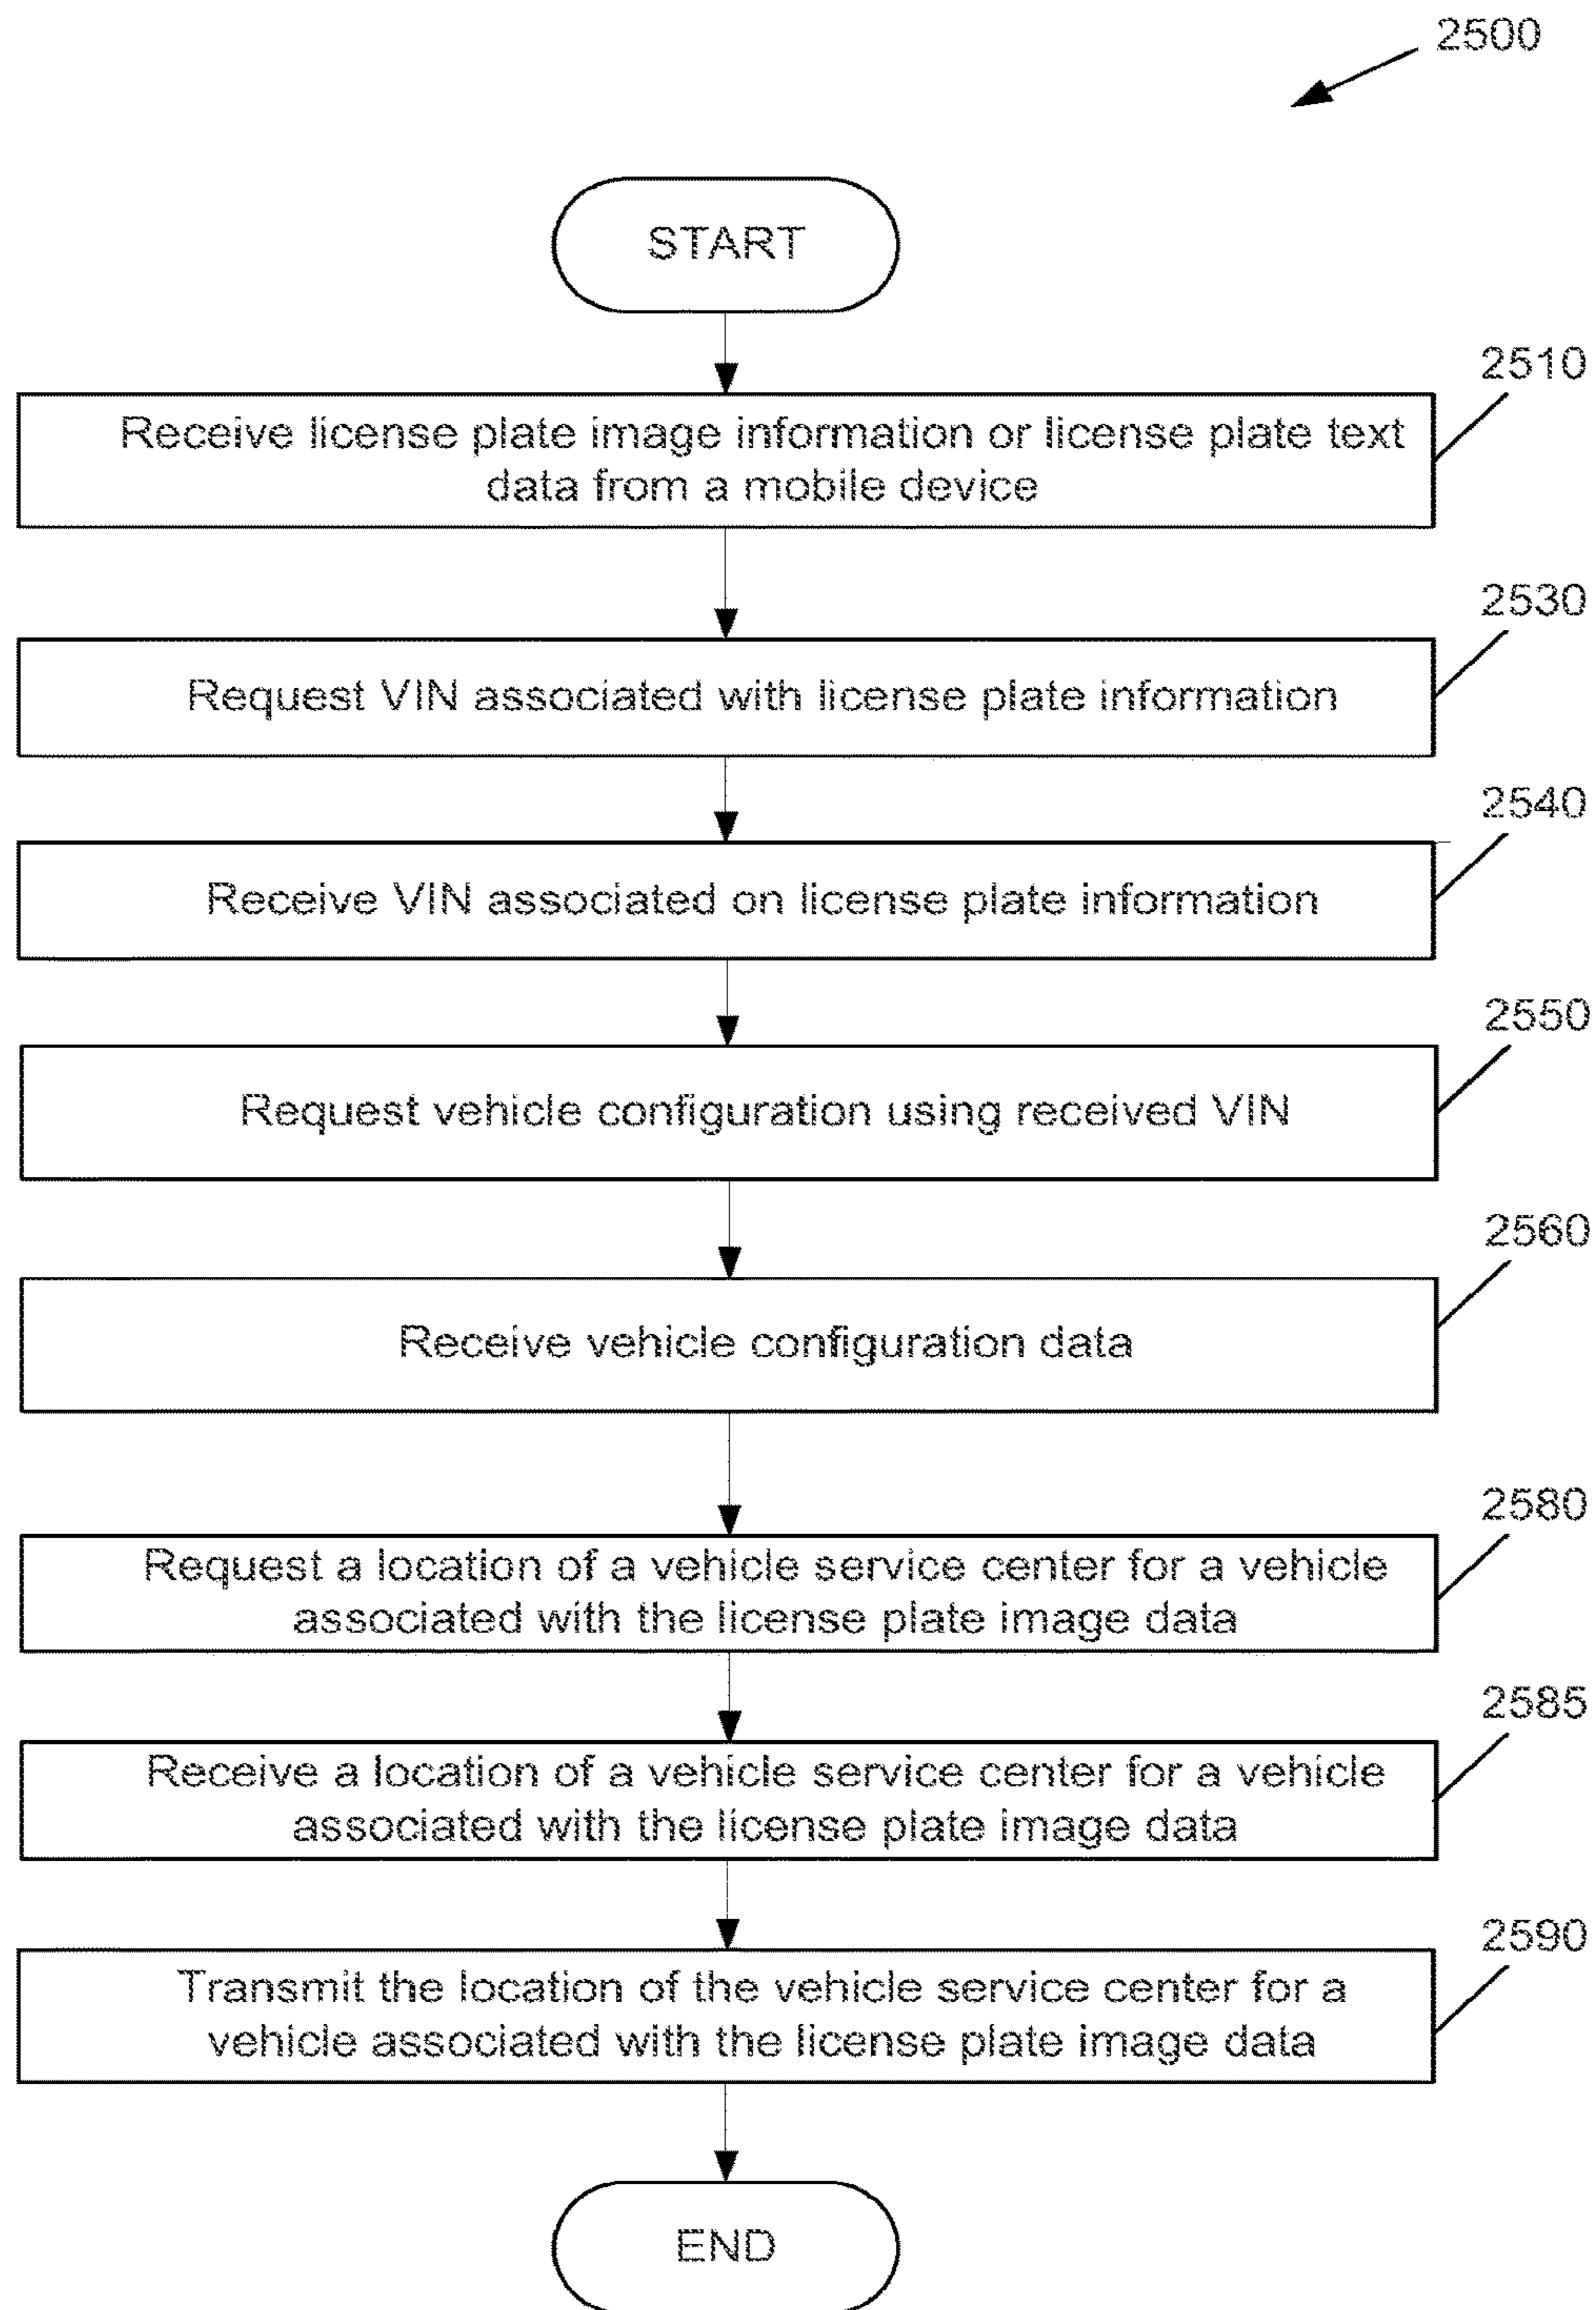 2500
START
2510
Receive license plate image information or license plate text
data from a mobile device
2530
Request VIN associated with license plate information
2540
Receive VIN associated on license plate information
2550
Request vehicle configuration using received VIN
2560
Receive vehicle configuration data
2580
Request a location of a vehicle service center for a vehicle
associated with the license plate image data
2585
Receive a location of a vehicle service center for a vehicle
associated with the license plate image data
2590
Transmit the location of the vehicle service center for a
vehicle associated with the license plate image data
END